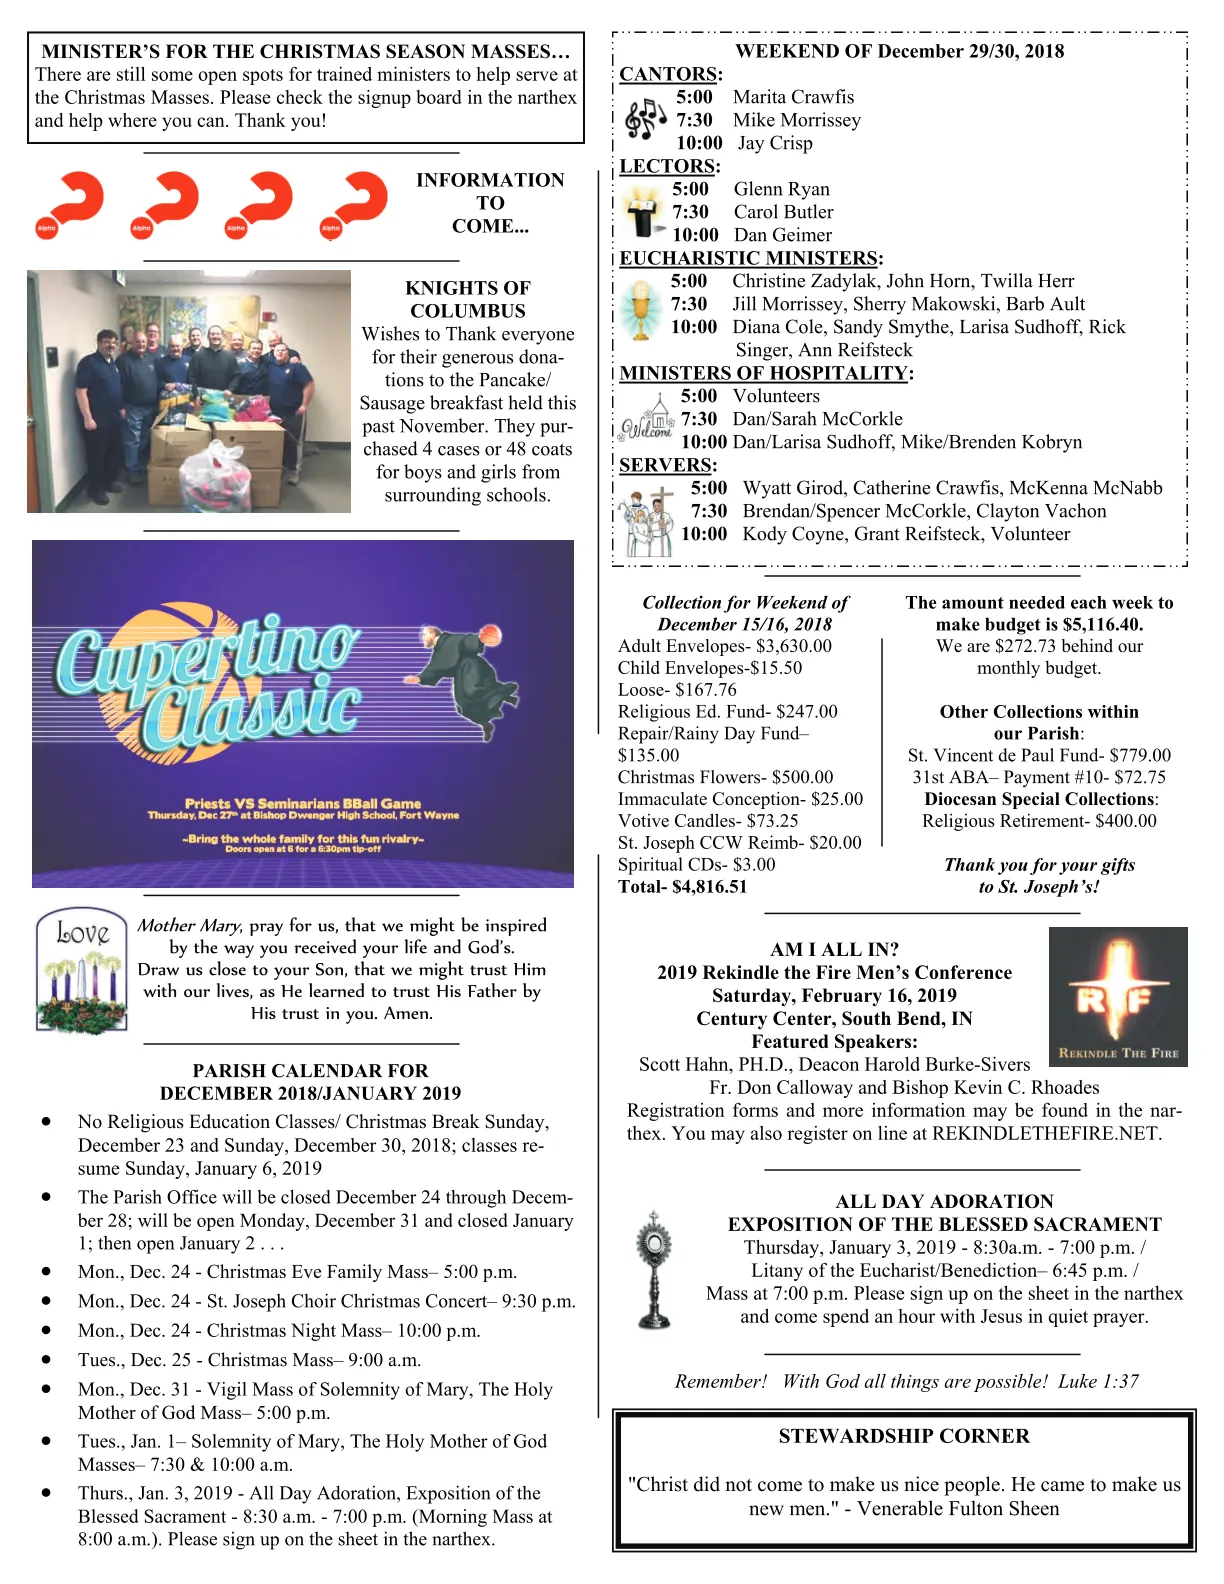 MINISTER'S FOR THE CHRISTMAS SEASON MASSES…
There are still some open spots for trained ministers to help serve at
the Christmas Masses. Please check the signup board in the narthex
and help where you can. Thank you!
Alpha
Alpha
Alpha
Alpha
INFORMATION
TO
COME...
KNIGHTS OF
COLUMBUS
Wishes to Thank everyone
for their generous dona-
tions to the Pancake/
Sausage breakfast held this
past November. They pur-
chased 4 cases or 48 coats
for boys and girls from
surrounding schools.
Cupertino
Classic
Priests VS Seminarians BBall Game
Thursday, Dec 27th at Bishop Dwenger High School, Fort Wayne
~Bring the whole family for this fun rivalry~
Doors open at 6 for a 6:30pm tip-off
LOVE
Mother Mary, pray for us, that we might be inspired
by the way you received your life and God's.
Draw us close to your Son, that we might trust Him
with our lives, as He learned to trust His Father by
His trust in you. Amen.
PARISH CALENDAR FOR
DECEMBER 2018/JANUARY 2019
• No Religious Education Classes/ Christmas Break Sunday,
December 23 and Sunday, December 30, 2018; classes re-
sume Sunday, January 6, 2019
• The Parish Office will be closed December 24 through Decem-
ber 28; will be open Monday, December 31 and closed January
1; then open January 2 . . .
• Mon., Dec. 24 - Christmas Eve Family Mass– 5:00 p.m.
• Mon., Dec. 24 - St. Joseph Choir Christmas Concert– 9:30 p.m.
• Mon., Dec. 24 - Christmas Night Mass– 10:00 p.m.
• Tues., Dec. 25 - Christmas Mass– 9:00 a.m.
• Mon., Dec. 31 - Vigil Mass of Solemnity of Mary, The Holy
Mother of God Mass– 5:00 p.m.
• Tues., Jan. 1– Solemnity of Mary, The Holy Mother of God
Masses– 7:30 & 10:00 a.m.
• Thurs., Jan. 3, 2019 - All Day Adoration, Exposition of the
Blessed Sacrament - 8:30 a.m. - 7:00 p.m. (Morning Mass at
8:00 a.m.). Please sign up on the sheet in the narthex.
WEEKEND OF December 29/30, 2018
CANTORS:
5:00 Marita Crawfis
7:30 Mike Morrissey
10:00 Jay Crisp
LECTORS:
5:00 Glenn Ryan
7:30 Carol Butler
10:00 Dan Geimer
EUCHARISTIC MINISTERS:
5:00 Christine Zadylak, John Horn, Twilla Herr
7:30 Jill Morrissey, Sherry Makowski, Barb Ault
10:00 Diana Cole, Sandy Smythe, Larisa Sudhoff, Rick
Singer, Ann Reifsteck
MINISTERS OF HOSPITALITY:
Welcome
5:00 Volunteers
7:30 Dan/Sarah McCorkle
10:00 Dan/Larisa Sudhoff, Mike/Brenden Kobryn
SERVERS:
5:00 Wyatt Girod, Catherine Crawfis, McKenna McNabb
7:30 Brendan/Spencer McCorkle, Clayton Vachon
10:00 Kody Coyne, Grant Reifsteck, Volunteer
Collection for Weekend of
December 15/16, 2018
Adult Envelopes- $3,630.00
Child Envelopes-$15.50
Loose- $167.76
Religious Ed. Fund- $247.00
Repair/Rainy Day Fund–
$135.00
Christmas Flowers- $500.00
Immaculate Conception- $25.00
Votive Candles- $73.25
St. Joseph CCW Reimb- $20.00
Spiritual CDs- $3.00
Total- $4,816.51
The amount needed each week to
make budget is $5,116.40.
We are $272.73 behind our
monthly budget.
Other Collections within
our Parish:
St. Vincent de Paul Fund- $779.00
31st ABA– Payment #10- $72.75
Diocesan Special Collections:
Religious Retirement- $400.00
Thank you for your gifts
to St. Joseph's!
AM I ALL IN?
2019 Rekindle the Fire Men's Conference
Saturday, February 16, 2019
Century Center, South Bend, IN
Featured Speakers:
Scott Hahn, PH.D., Deacon Harold Burke-Sivers
Fr. Don Calloway and Bishop Kevin C. Rhoades
Registration forms and more information may be found in the nar-
thex. You may also register on line at REKINDLETHEFIRE.NET.
RTF
REKINDLE THE FIRE
ALL DAY ADORATION
EXPOSITION OF THE BLESSED SACRAMENT
Thursday, January 3, 2019 - 8:30a.m. - 7:00 p.m. /
Litany of the Eucharist/Benediction– 6:45 p.m. /
Mass at 7:00 p.m. Please sign up on the sheet in the narthex
and come spend an hour with Jesus in quiet prayer.
Remember! With God all things are possible! Luke 1:37
STEWARDSHIP CORNER
"Christ did not come to make us nice people. He came to make us
new men." - Venerable Fulton Sheen